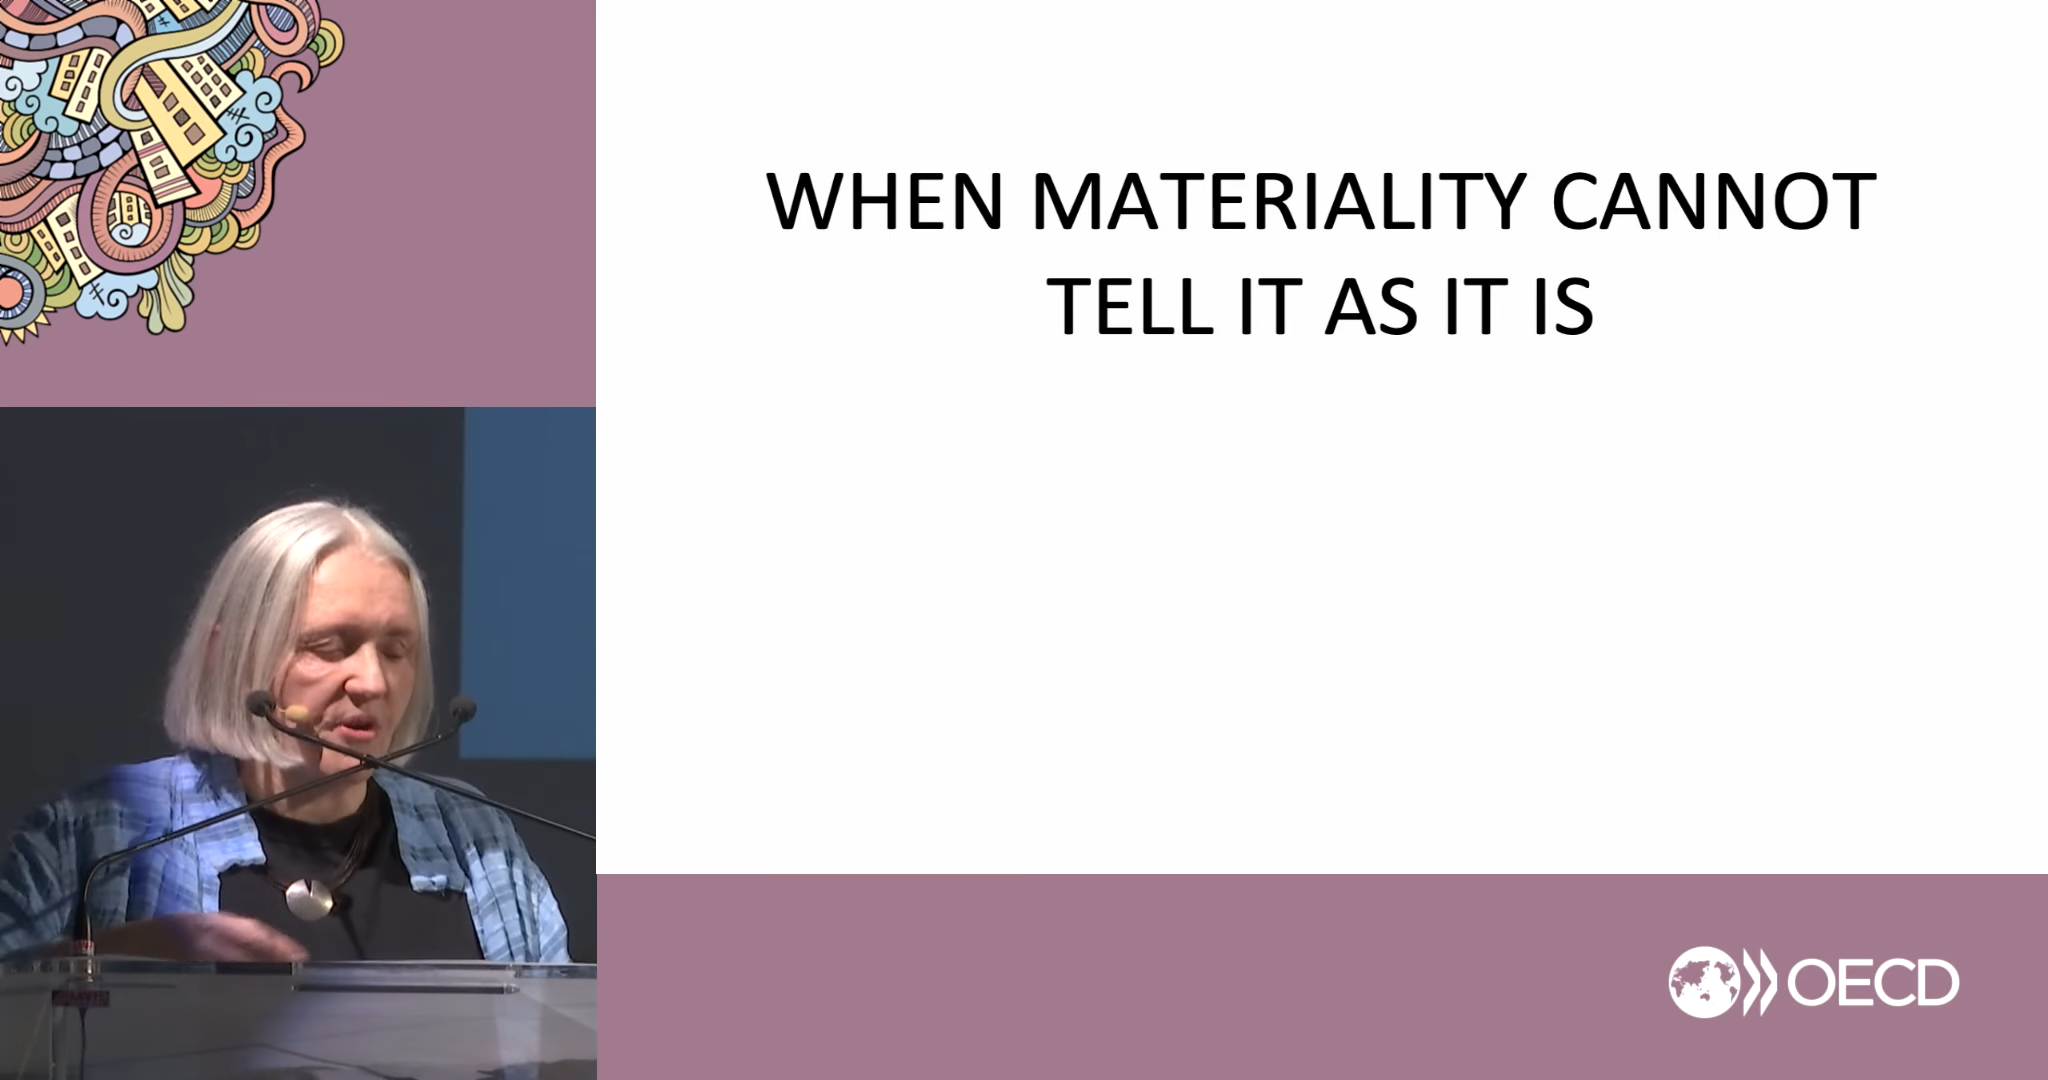 WHEN MATERIALITY CANNOT
TELL IT AS IT IS
OECD